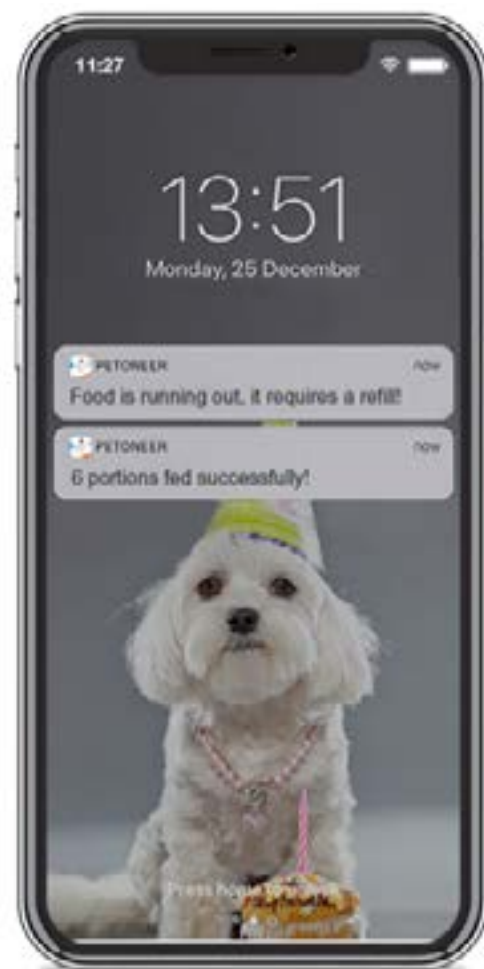 11:27
13:51
Monday, 25 December
PETONEER
now
Food is running out, it requires a refill!
PETONEER
now
6 portions fed successfully!
Press home to